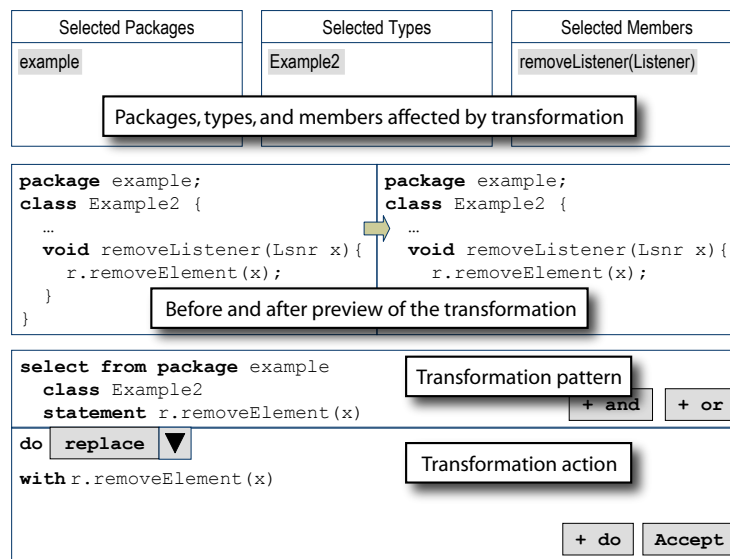 Selected Packages
Selected Types
Selected Members
example
Example2
removeListener(Listener)
Packages, types, and members affected by transformation
package example;
class Example2 {
…
void removeListener(Lsnr x){
r.removeElement(x);
}
}
package example;
class Example2 {
…
void removeListener(Lsnr x){
r.removeElement(x);
Before and after preview of the transformation
select from package example
class Example2
statement r.removeElement(x)
Transformation pattern
+ and
+ or
do replace
with r.removeElement(x)
Transformation action
+ do
Accept